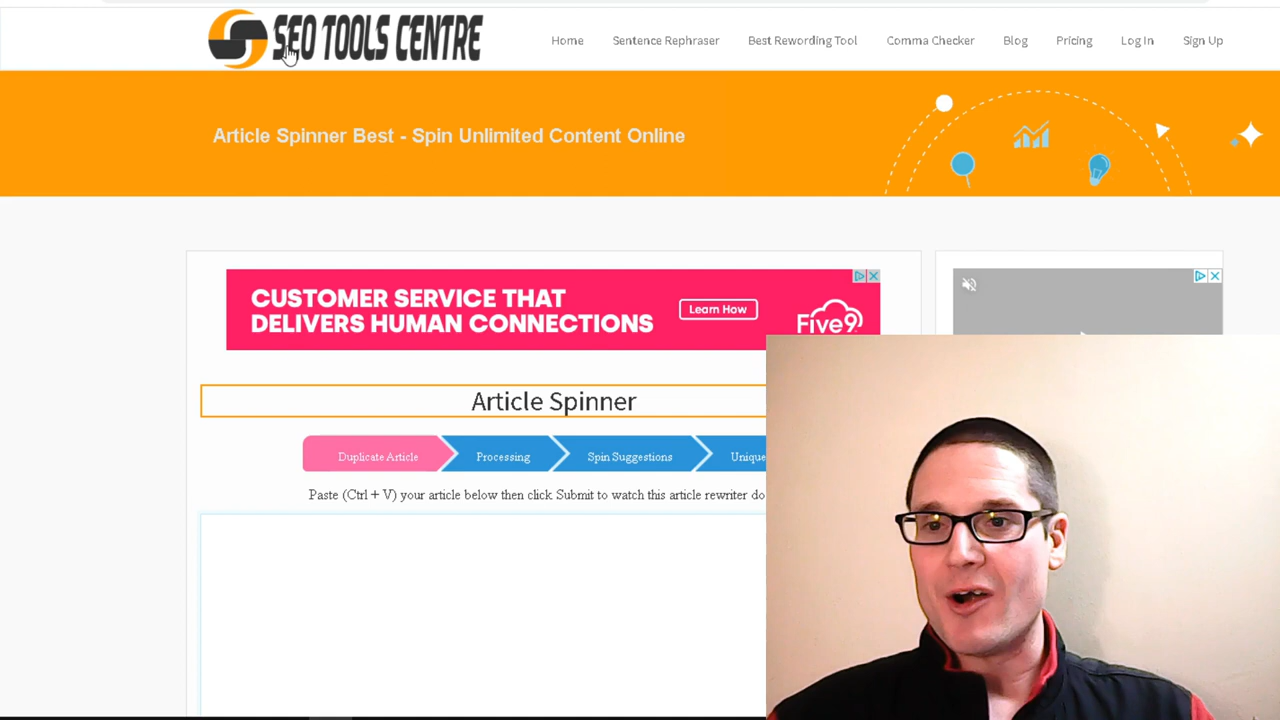 SEO TOOLS CENTRE
Home Sentence Rephraser Best Rewording Tool Comma Checker Blog Pricing Log In Sign Up
Article Spinner Best - Spin Unlimited Content Online
CUSTOMER SERVICE THAT
DELIVERS HUMAN CONNECTIONS
Learn How
Five9
Article Spinner
Duplicate Article Processing Spin Suggestions Unique
Paste (Ctrl + V) your article below then click Submit to watch this article rewriter do